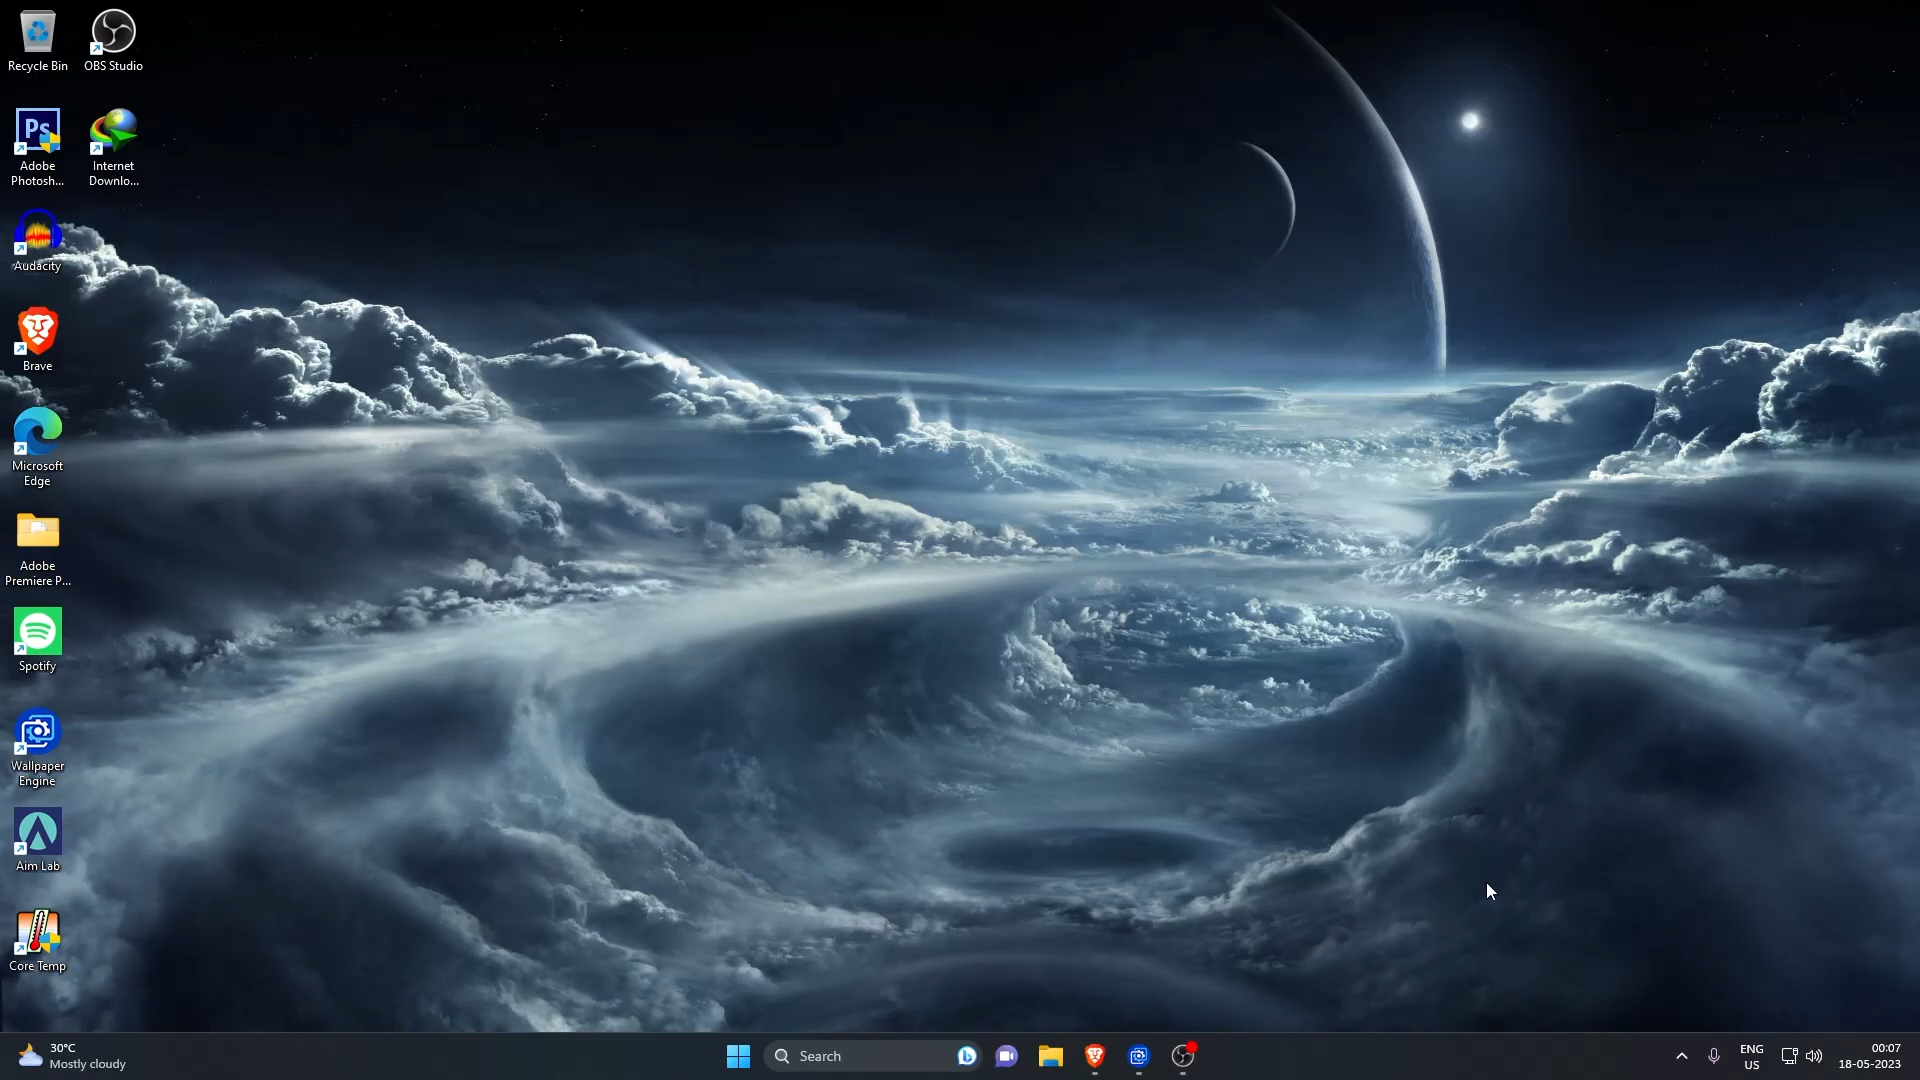 Recycle Bin
OBS Studio
Ps
Adobe
Photosh...
Internet
Downlo...
Audacity
Brave
Microsoft
Edge
Adobe
Premiere P...
Spotify
Wallpaper
Engine
Aim Lab
Core Temp
30°C
Mostly cloudy
Search
ENG
US
00:07
18-05-2023